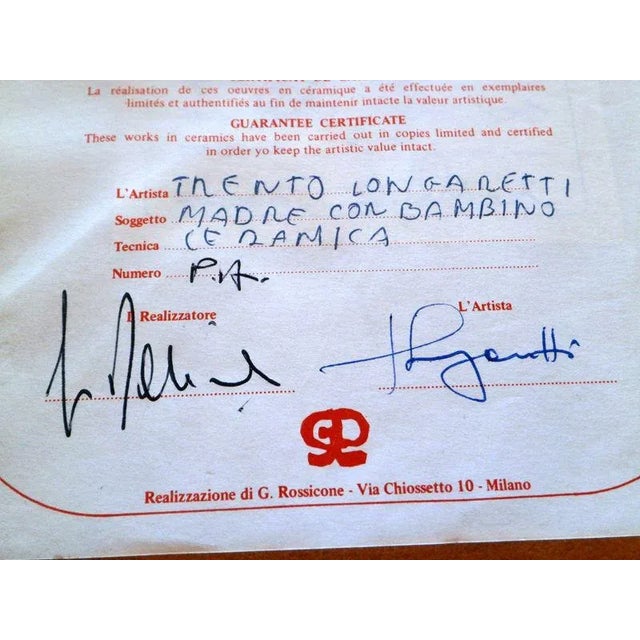 La réalisation de ces oeuvres en céramique a été effectuée en exemplaires
limités et authentifiés au fin de maintenir intacte la valeur artistique.
GUARANTEE CERTIFICATE
These works in ceramics have been carried out in copies limited and certified
in order yo keep the artistic value intact.
L'Artista TRENTO LONGARETTI
Soggetto MADRE CON BAMBINO
Tecnica CERAMICA
Numero P.A.
Il Realizzatore L'Artista
Realizzazione di G. Rossicone - Via Chiossetto 10 - Milano